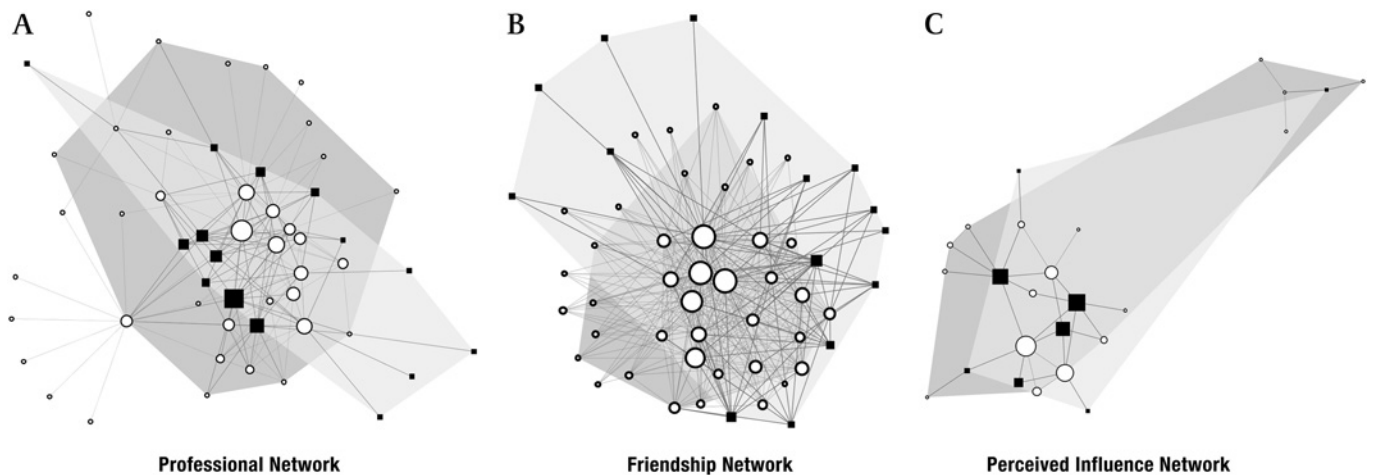 A
B
C
Professional Network
Friendship Network
Perceived Influence Network